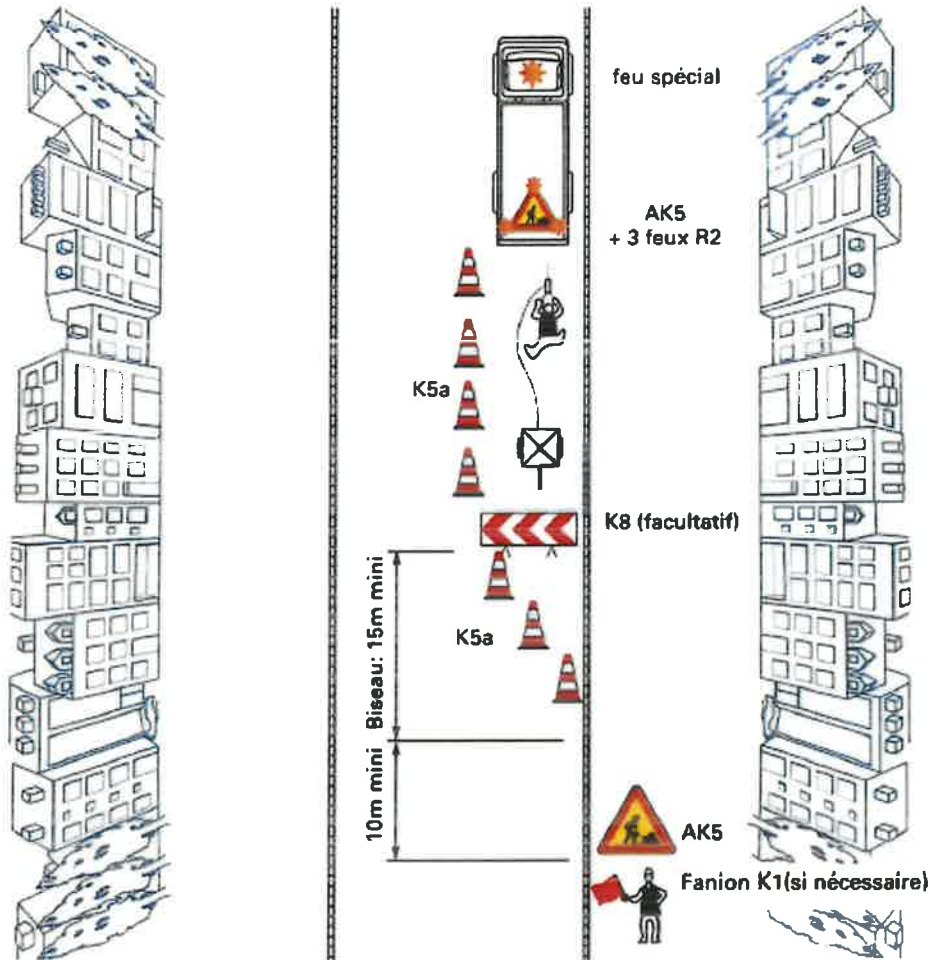 feu spécial
AK5
+ 3 feux R2
K5a
K8 (facultatif)
Biseau: 15m mini
K5a
10m mini
AK5
Fanion K1(si nécessaire)